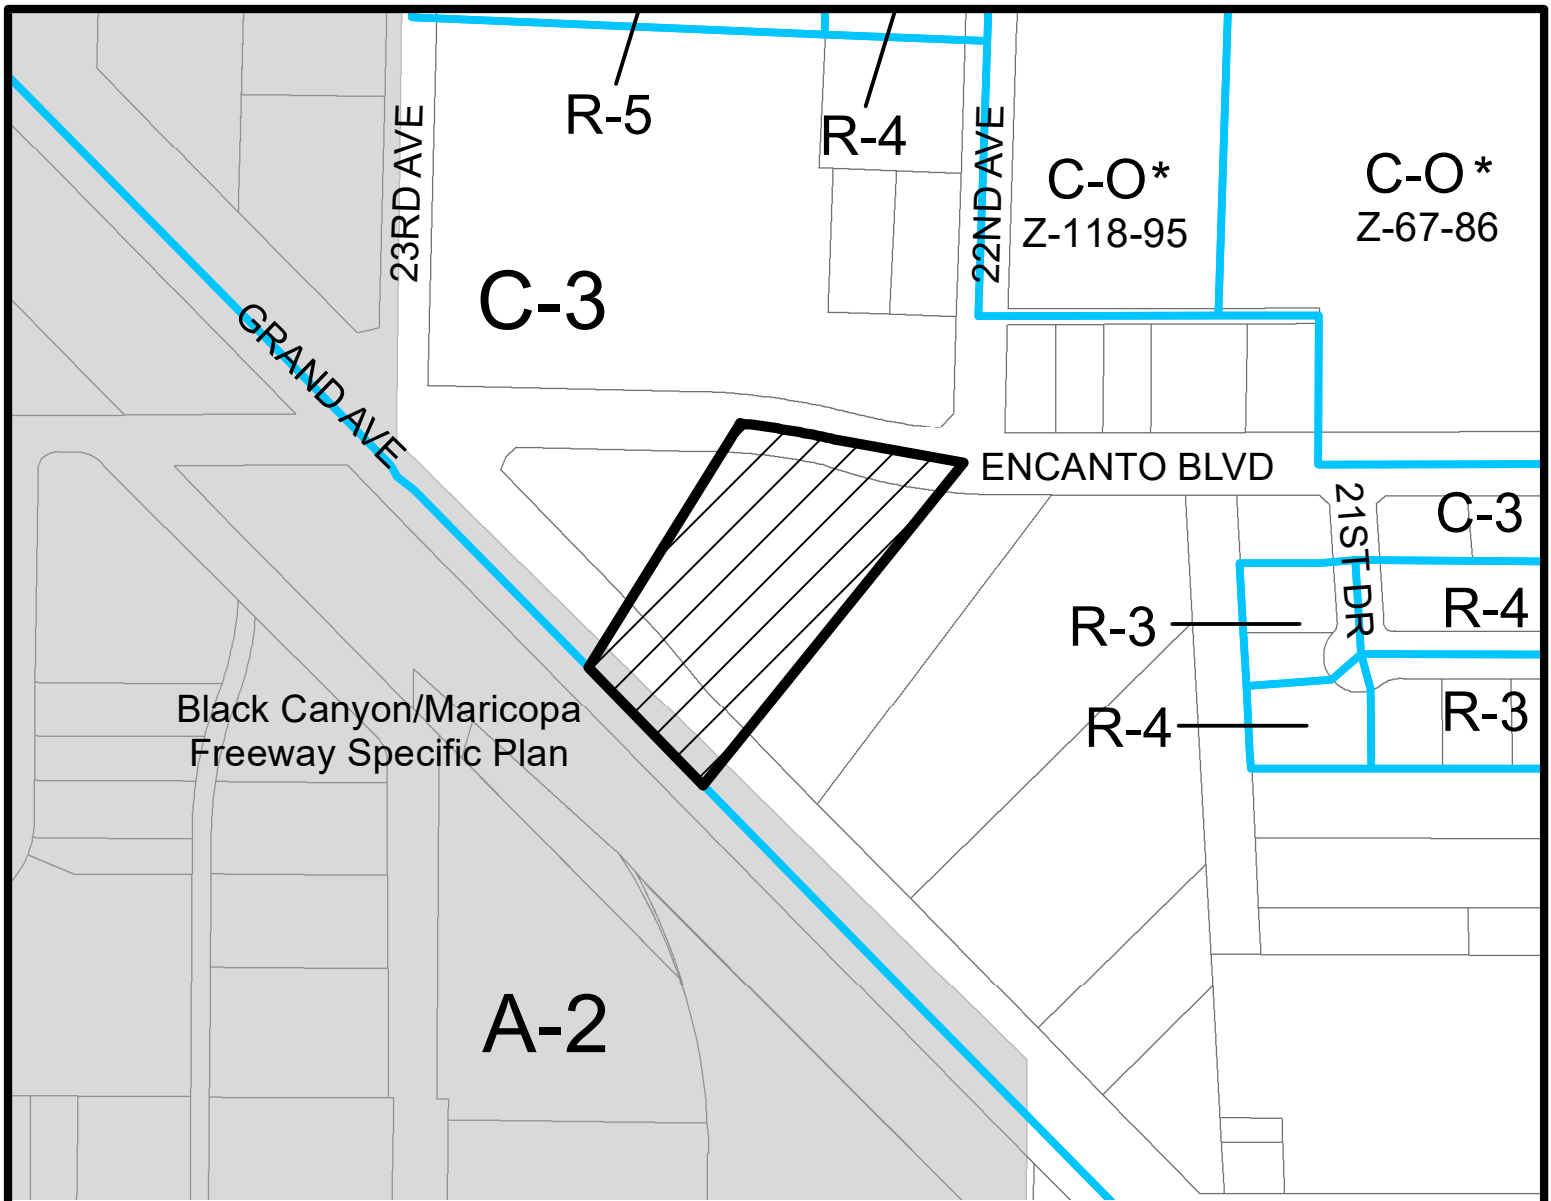 R-5
R-4
23RD AVE
22ND AVE
C-O*
Z-118-95
C-O*
Z-67-86
C-3
GRAND AVE
ENCANTO BLVD
21ST DR
C-3
R-3
R-4
R-4
R-3
Black Canyon/Maricopa
Freeway Specific Plan
A-2